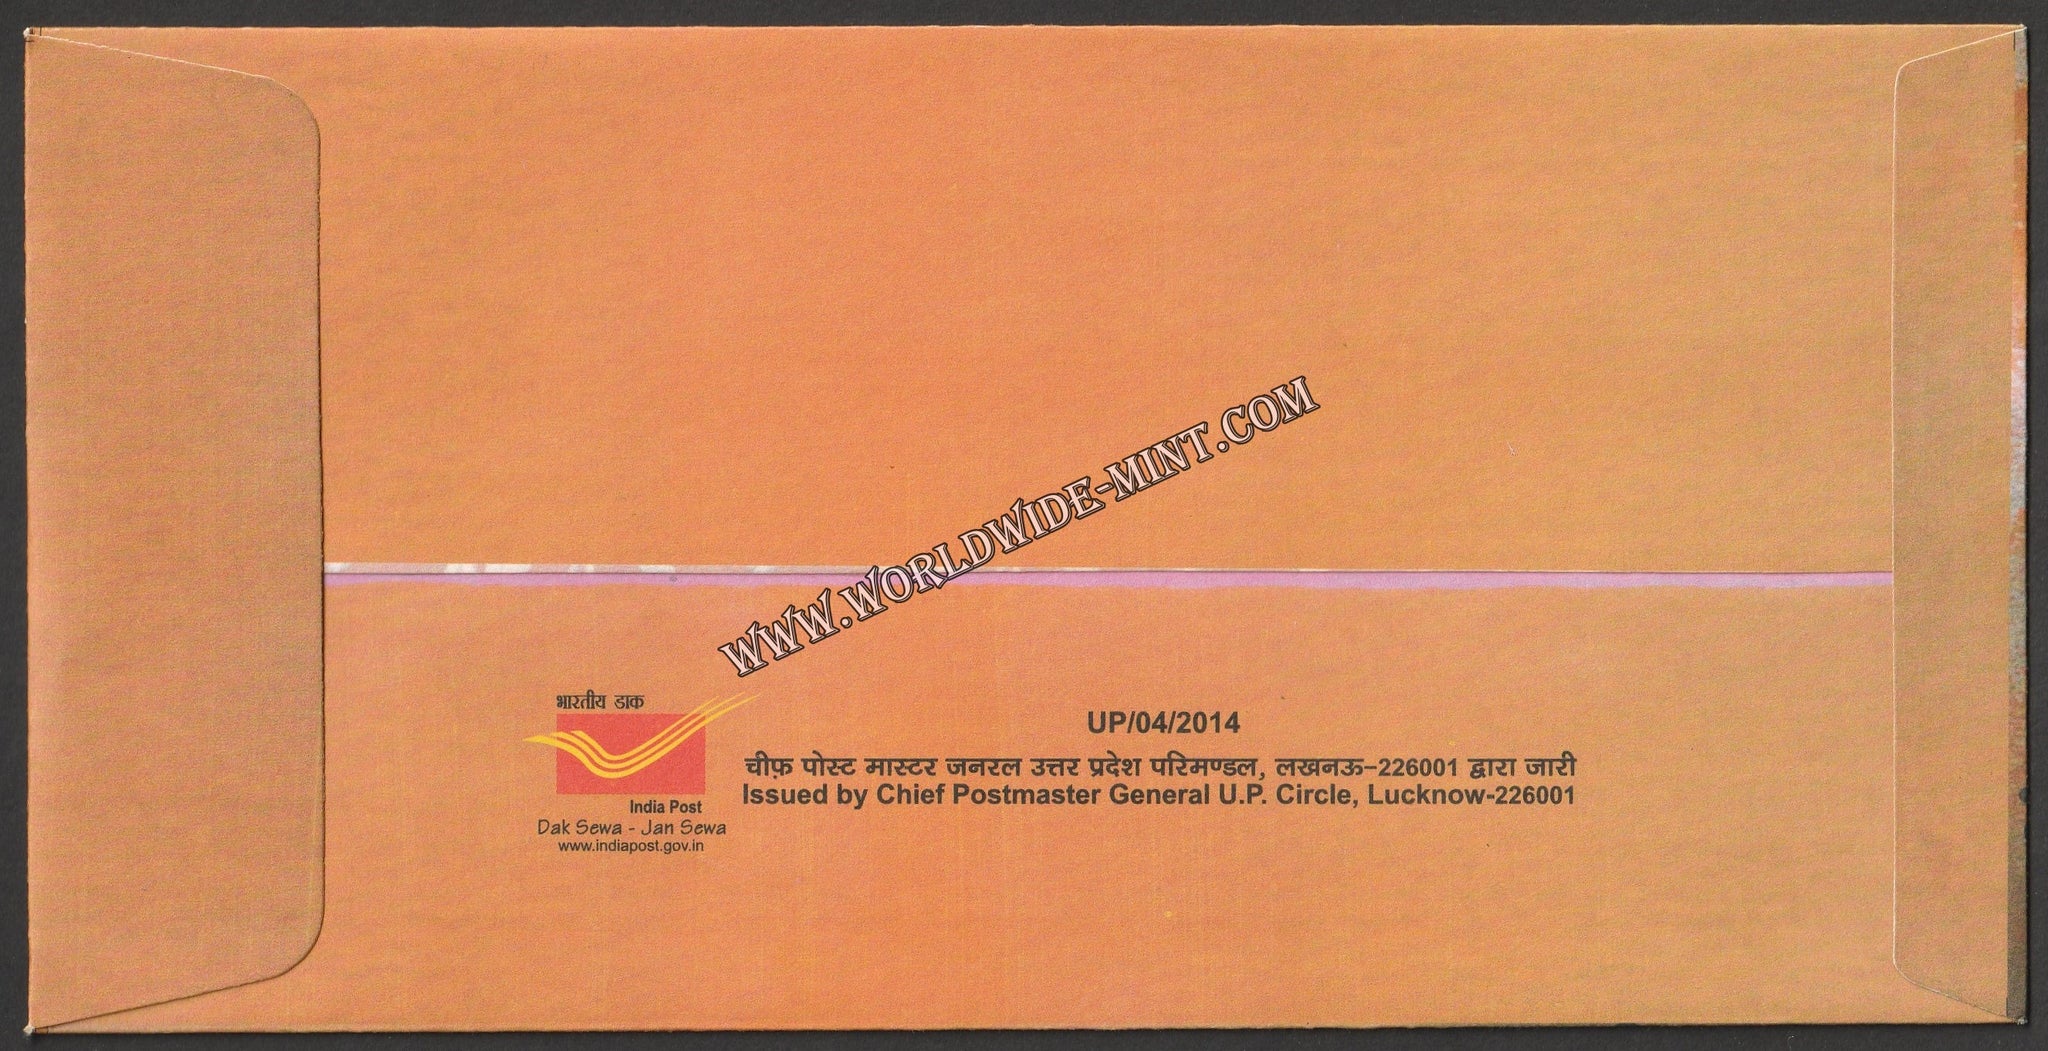 WWW.WORLDWIDE-MINT.COM
भारतीय डाक
India Post
Dak Sewa - Jan Sewa
www.indiapost.gov.in
UP/04/2014
चीफ़ पोस्ट मास्टर जनरल उत्तर प्रदेश परिमण्डल, लखनऊ-226001 द्वारा जारी
Issued by Chief Postmaster General U.P. Circle, Lucknow-226001